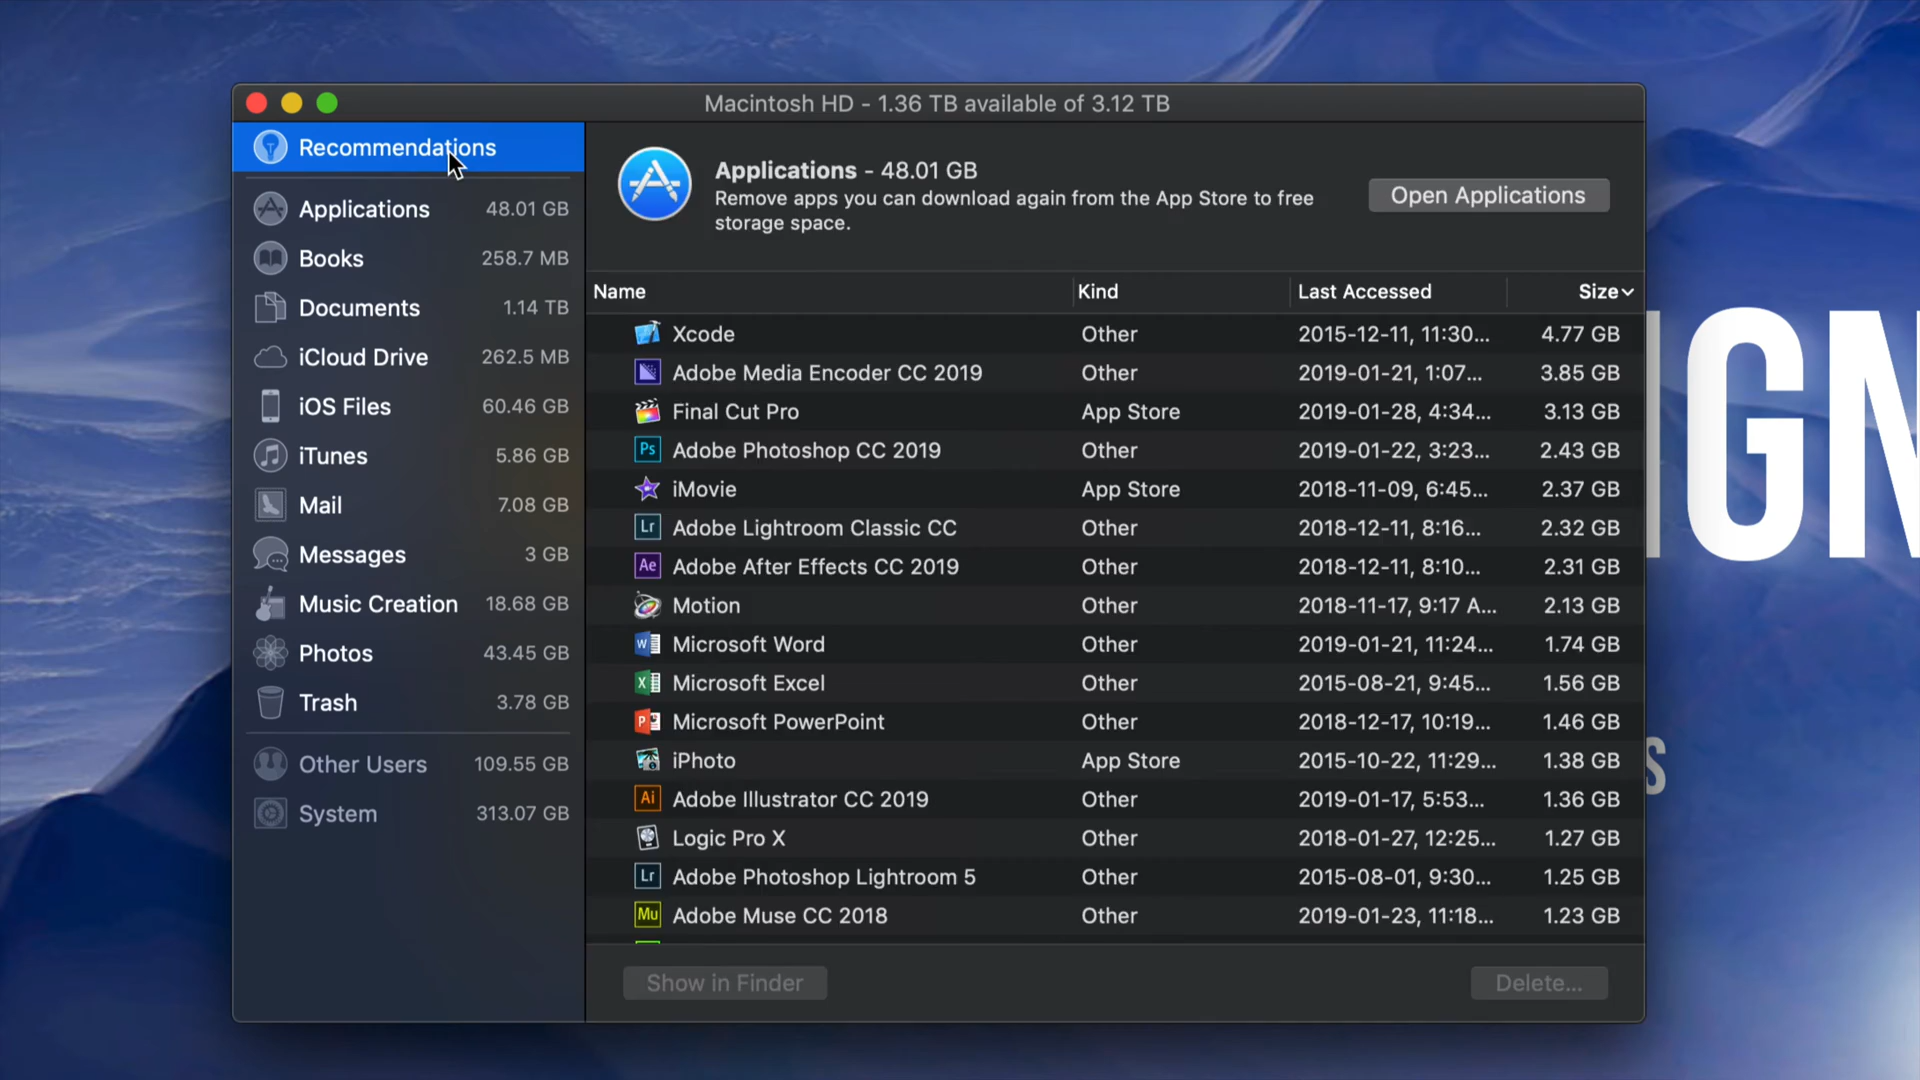 Macintosh HD - 1.36 TB available of 3.12 TB
Recommendations
Applications 48.01 GB
Books 258.7 MB
Documents 1.14 TB
iCloud Drive 262.5 MB
iOS Files 60.46 GB
iTunes 5.86 GB
Mail 7.08 GB
Messages 3 GB
Music Creation 18.68 GB
Photos 43.45 GB
Trash 3.78 GB
Other Users 109.55 GB
System 313.07 GB
Applications - 48.01 GB
Remove apps you can download again from the App Store to free
storage space.
Open Applications
Name Kind Last Accessed Size
Xcode Other 2015-12-11, 11:30... 4.77 GB
Adobe Media Encoder CC 2019 Other 2019-01-21, 1:07... 3.85 GB
Final Cut Pro App Store 2019-01-28, 4:34... 3.13 GB
Ps Adobe Photoshop CC 2019 Other 2019-01-22, 3:23... 2.43 GB
iMovie App Store 2018-11-09, 6:45... 2.37 GB
Lr Adobe Lightroom Classic CC Other 2018-12-11, 8:16... 2.32 GB
Ae Adobe After Effects CC 2019 Other 2018-12-11, 8:10... 2.31 GB
Motion Other 2018-11-17, 9:17 A... 2.13 GB
W Microsoft Word Other 2019-01-21, 11:24... 1.74 GB
X Microsoft Excel Other 2015-08-21, 9:45... 1.56 GB
P Microsoft PowerPoint Other 2018-12-17, 10:19... 1.46 GB
iPhoto App Store 2015-10-22, 11:29... 1.38 GB
Ai Adobe Illustrator CC 2019 Other 2019-01-17, 5:53... 1.36 GB
Logic Pro X Other 2018-01-27, 12:25... 1.27 GB
Lr Adobe Photoshop Lightroom 5 Other 2015-08-01, 9:30... 1.25 GB
Mu Adobe Muse CC 2018 Other 2019-01-23, 11:18... 1.23 GB
Show in Finder
Delete...
IGN
S